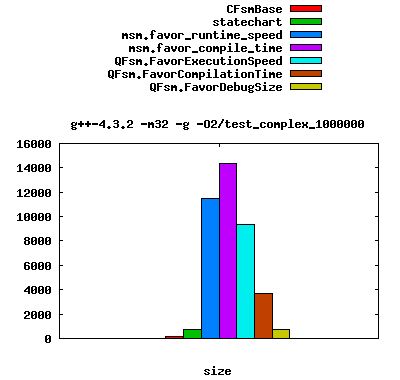 CFsmBase
statechart
msm.favor_runtime_speed
msm.favor_compile_time
QFsm.FavorExecutionSpeed
QFsm.FavorCompilationTime
QFsm.FavorDebugSize
g++-4.3.2 -m32 -g -O2/test_complex_1000000
16000
14000
12000
10000
8000
6000
4000
2000
0
size